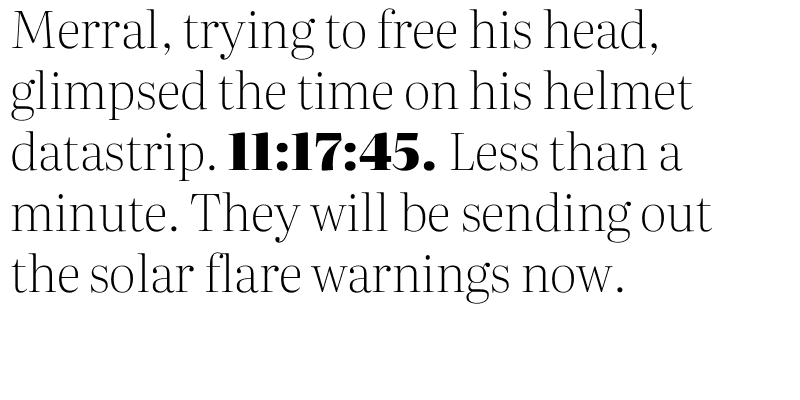 Merral, trying to free his head,
glimpsed the time on his helmet
datastrip. 11:17:45. Less than a
minute. They will be sending out
the solar flare warnings now.